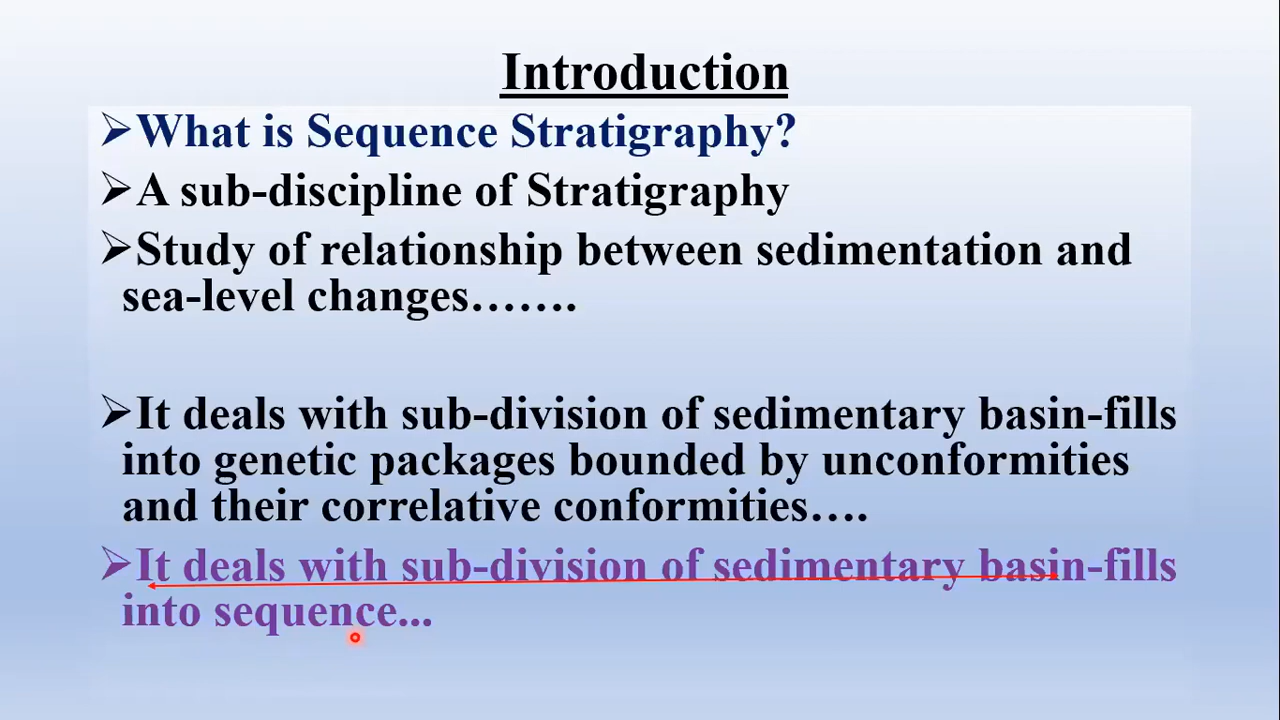 Introduction
➢What is Sequence Stratigraphy?
➢A sub-discipline of Stratigraphy
➢Study of relationship between sedimentation and
sea-level changes…….
➢It deals with sub-division of sedimentary basin-fills
into genetic packages bounded by unconformities
and their correlative conformities….
➢It deals with sub-division of sedimentary basin-fills
into sequence...